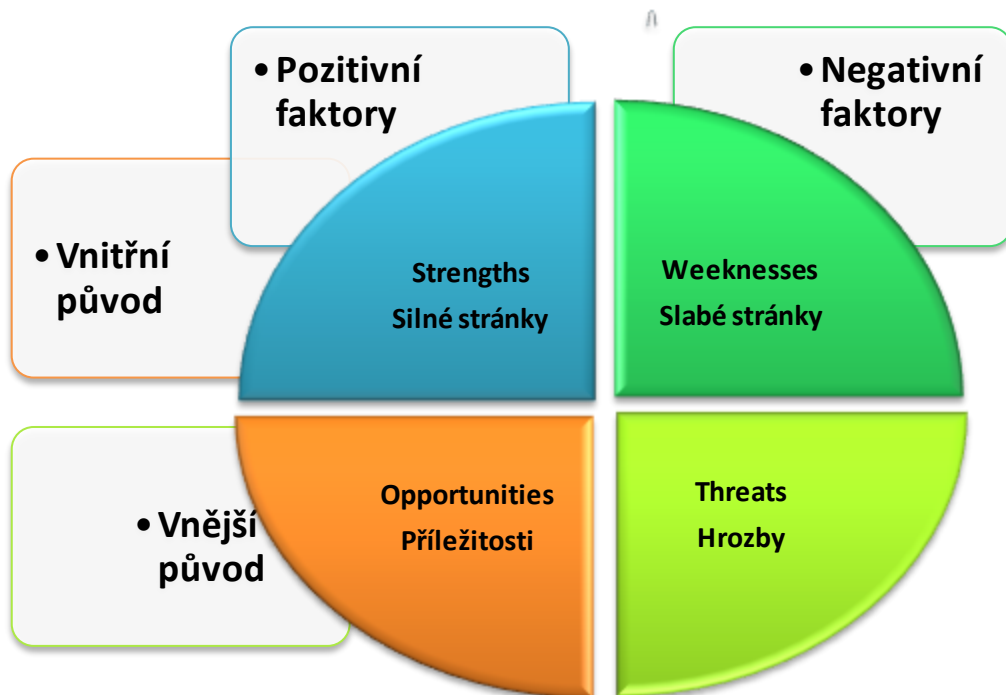 • Pozitivní
faktory
• Negativní
faktory
• Vnitřní
původ
Strengths
Silné stránky
Weeknesses
Slabé stránky
• Vnější
původ
Opportunities
Příležitosti
Threats
Hrozby